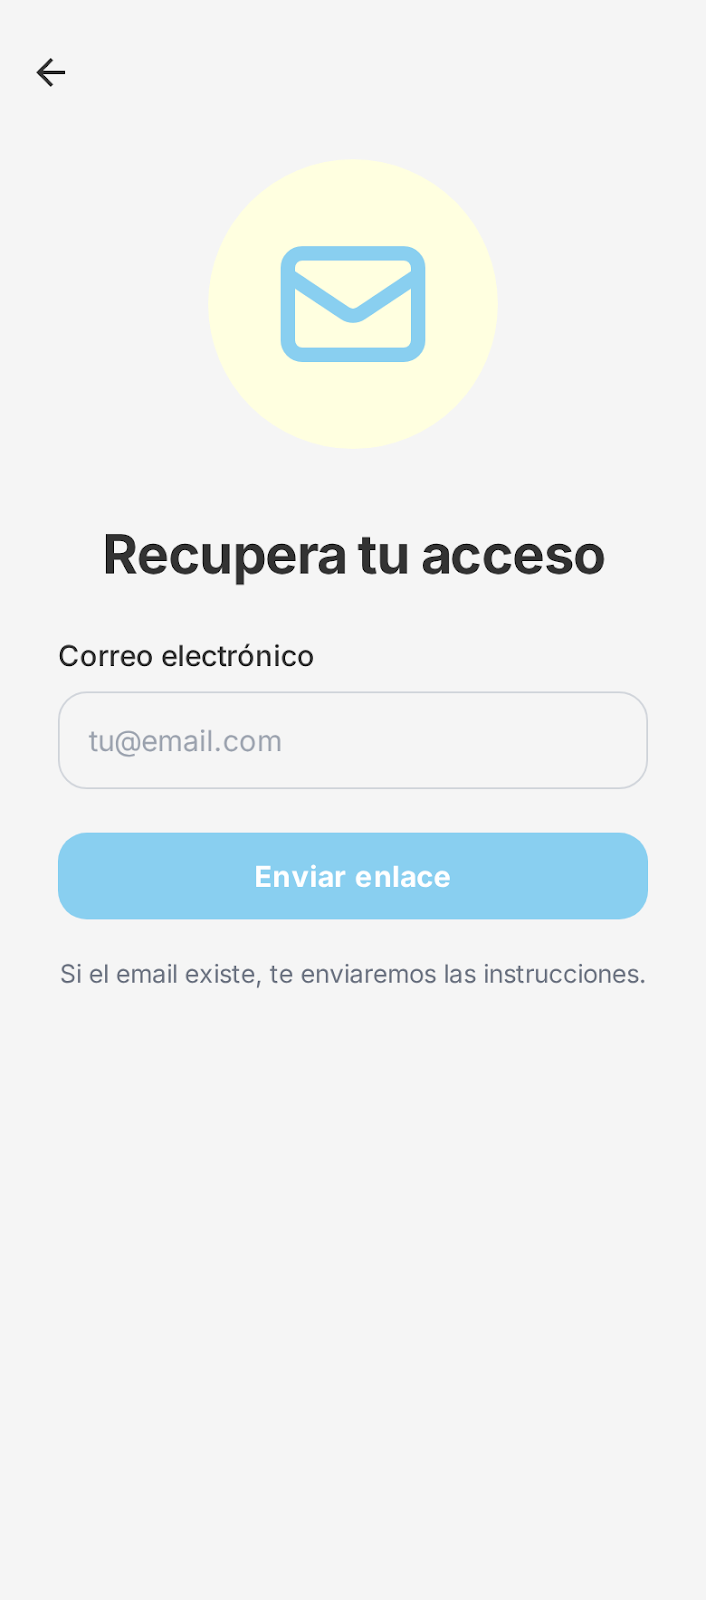 Recupera tu acceso
Correo electrónico
tu@email.com
Enviar enlace
Si el email existe, te enviaremos las instrucciones.